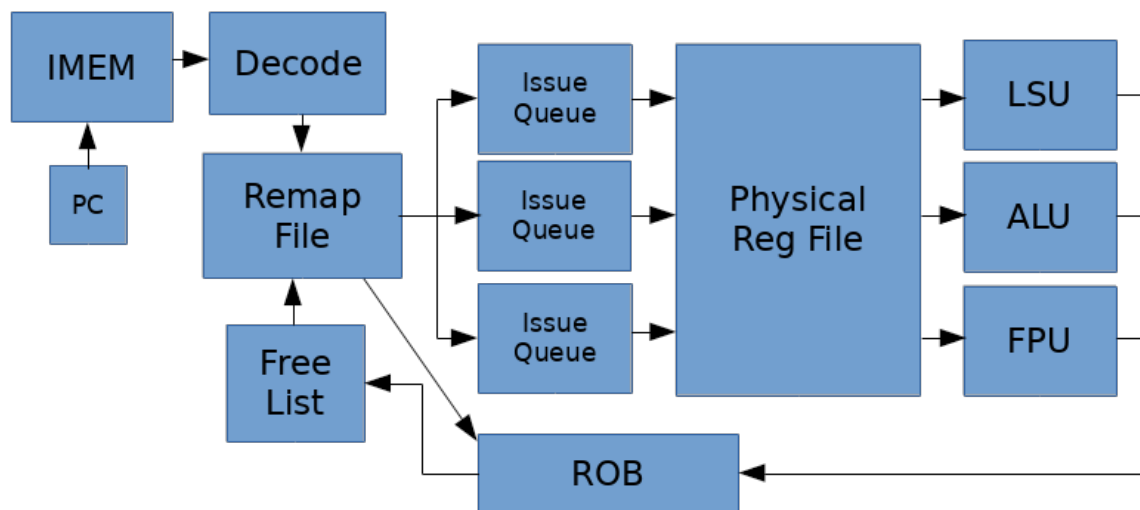 IMEM
Decode
PC
Remap
File
Free
List
Issue
Queue
Issue
Queue
Issue
Queue
Physical
Reg File
LSU
ALU
FPU
ROB